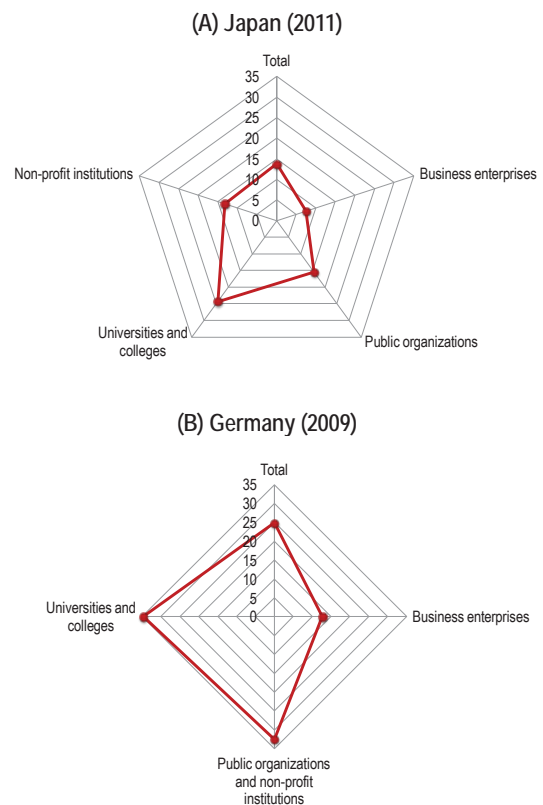 (A) Japan (2011)
Total
35
30
25
20
15
10
5
0
Non-profit institutions
Business enterprises
Universities and
colleges
Public organizations
(B) Germany (2009)
Total
35
30
25
20
15
10
5
0
Universities and
colleges
Business enterprises
Public organizations
and non-profit
institutions